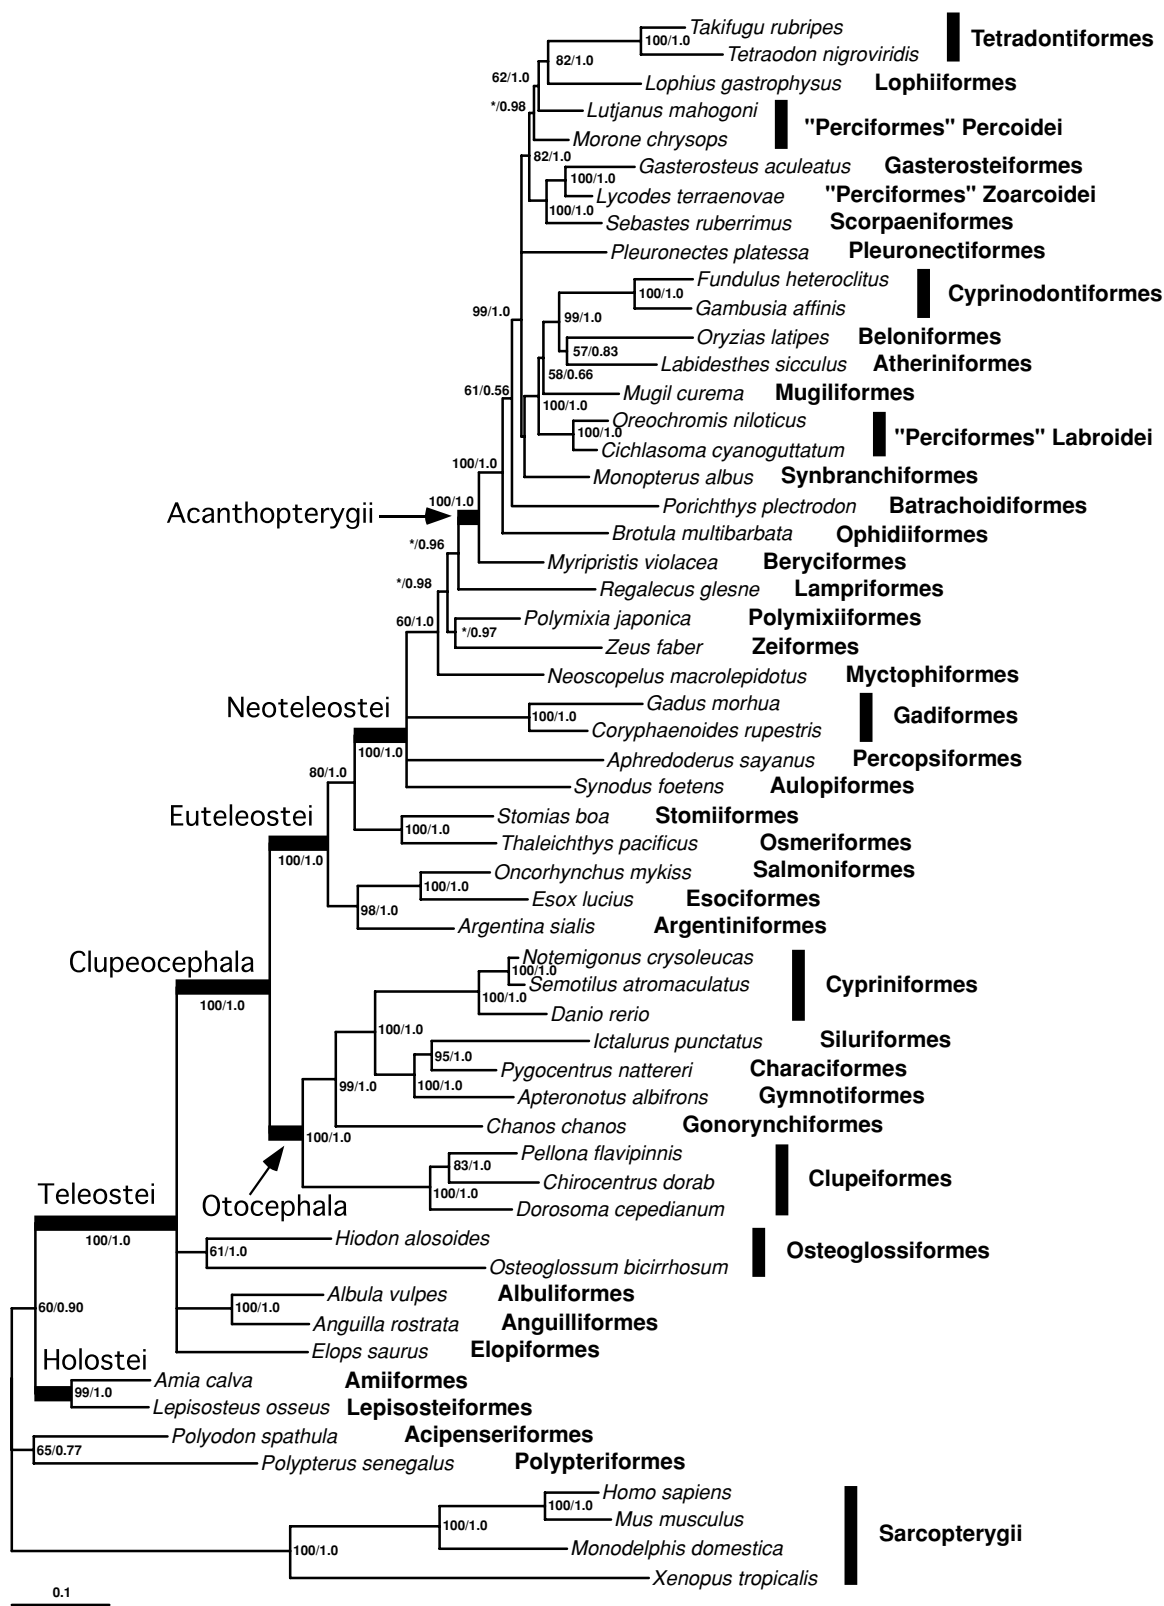 Takifugu rubripes
100/1.0
Tetradontiformes
82/1.0
Tetraodon nigroviridis
62/1.0
Lophius gastrophysus Lophiiformes
*/0.98
Lutjanus mahogoni
"Perciformes" Percoidei
Morone chrysops
82/1.0
Gasterosteus aculeatus Gasterosteiformes
100/1.0
Lycodes terraenovae "Perciformes" Zoarcoidei
100/1.0
Sebastes ruberrimus Scorpaeniformes
Pleuronectes platessa Pleuronectiformes
Fundulus heteroclitus
100/1.0
Cyprinodontiformes
99/1.0
Gambusia affinis
99/1.0
Oryzias latipes Beloniformes
57/0.83
Labidesthes sicculus Atheriniformes
58/0.66
61/0.56
Mugil curema Mugiliformes
100/1.0
Oreochromis niloticus
100/1.0
"Perciformes" Labroidei
Cichlasoma cyanoguttatum
100/1.0
Monopterus albus Synbranchiformes
100/1.0
Porichthys plectrodon Batrachoidiformes
Acanthopterygii
Brotula multibarbata Ophidiiformes
*/0.96
Myripristis violacea Beryciformes
*/0.98
Regalecus glesne Lampriformes
60/1.0
Polymixia japonica Polymixiiformes
*/0.97
Zeus faber Zeiformes
Neoscopelus macrolepidotus Myctophiformes
Neoteleostei
Gadus morhua
100/1.0
Gadiformes
Coryphaenoides rupestris
100/1.0
Aphredoderus sayanus Percopsiformes
80/1.0
Synodus foetens Aulopiformes
Euteleostei
Stomias boa Stomiiformes
100/1.0
Thaleichthys pacificus Osmeriformes
100/1.0
Oncorhynchus mykiss Salmoniformes
100/1.0
Esox lucius Esociformes
98/1.0
Argentina sialis Argentiniformes
Clupeocephala
Notemigonus crysoleucas
100/1.0
Semotilus atromaculatus
Cypriniformes
100/1.0
100/1.0
Danio rerio
100/1.0
Ictalurus punctatus Siluriformes
95/1.0
Pygocentrus nattereri Characiformes
99/1.0
100/1.0
Apteronotus albifrons Gymnotiformes
Chanos chanos Gonorynchiformes
100/1.0
Pellona flavipinnis
83/1.0
Chirocentrus dorab
Clupeiformes
100/1.0
Otocephala
Dorosoma cepedianum
Teleostei
100/1.0
Hiodon alosoides
61/1.0
Osteoglossiformes
Osteoglossum bicirrhosum
Albula vulpes Albuliformes
60/0.90
100/1.0
Anguilla rostrata Anguilliformes
Elops saurus Elopiformes
Holostei
Amia calva Amiiformes
99/1.0
Lepisosteus osseus Lepisosteiformes
Polyodon spathula Acipenseriformes
65/0.77
Polypterus senegalus Polypteriformes
Homo sapiens
100/1.0
Mus musculus
100/1.0
Sarcopterygii
Monodelphis domestica
100/1.0
Xenopus tropicalis
0.1